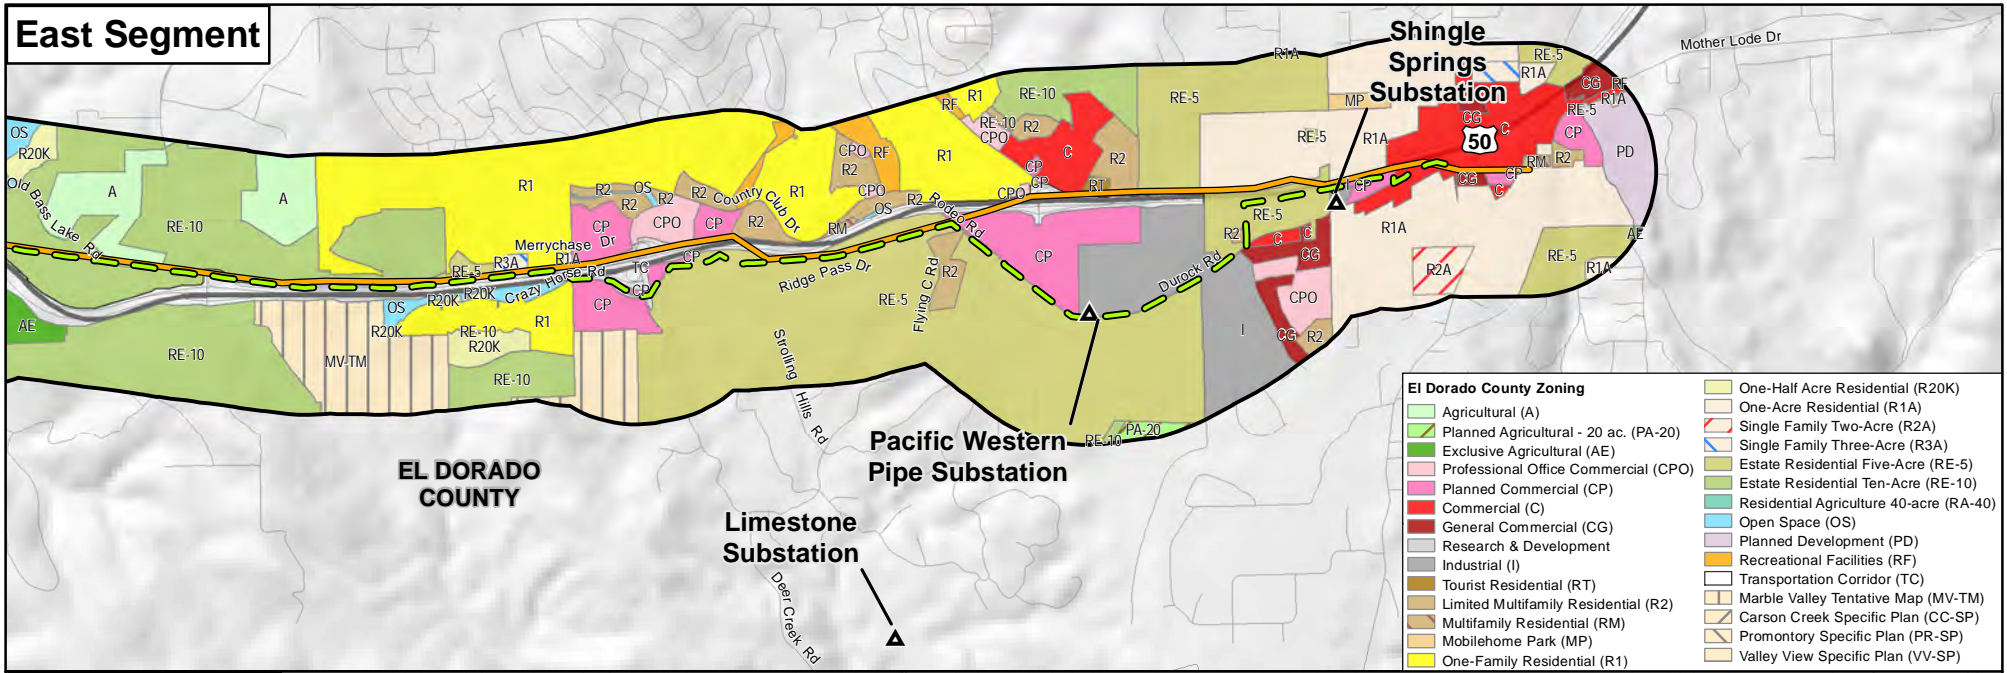 East Segment
Shingle
Springs
Substation
Mother Lode Dr
R1A
RE-5
R1A
CG
RF
R1A
RE-5
CP
PD
MP
CG
C
50
RE-5
R1A
RM
R2
CP
CG
C
CP
OS
R20K
Old Bass Lake Rd
A
A
RE-10
R1
RF
R1
RE-10
RE-10
CPO
R2
C
CP
CP
R2
RT
CPO
RE-5
CPO
R2
RF
R1
CPO
R2
OS
RM
R2
OS
R2
R2
R2
Country Club Dr
R1
R2
CP
CPO
CP
Merrychase Dr
R3A
R1A
RE-5
Crazy Horse Rd
TC
CP
CP
CP
Rodeo Rd
Ridge Pass Dr
Flying C Rd
R2
RE-5
CP
Durock Rd
RE-5
R2
C
C
CG
CPO
CG
R2
I
R1A
R2A
RE-5
R1A
AE
AE
RE-10
OS
R20K
R20K
R20K
RE-10
R20K
R1
MV-TM
RE-10
Strolling Hills Rd
PA-20
RE-10
Pacific Western
Pipe Substation
EL DORADO
COUNTY
Limestone
Substation
Deer Creek Rd
El Dorado County Zoning
Agricultural (A)
Planned Agricultural - 20 ac. (PA-20)
Exclusive Agricultural (AE)
Professional Office Commercial (CPO)
Planned Commercial (CP)
Commercial (C)
General Commercial (CG)
Research & Development
Industrial (I)
Tourist Residential (RT)
Limited Multifamily Residential (R2)
Multifamily Residential (RM)
Mobilehome Park (MP)
One-Family Residential (R1)
One-Half Acre Residential (R20K)
One-Acre Residential (R1A)
Single Family Two-Acre (R2A)
Single Family Three-Acre (R3A)
Estate Residential Five-Acre (RE-5)
Estate Residential Ten-Acre (RE-10)
Residential Agriculture 40-acre (RA-40)
Open Space (OS)
Planned Development (PD)
Recreational Facilities (RF)
Transportation Corridor (TC)
Marble Valley Tentative Map (MV-TM)
Carson Creek Specific Plan (CC-SP)
Promontory Specific Plan (PR-SP)
Valley View Specific Plan (VV-SP)